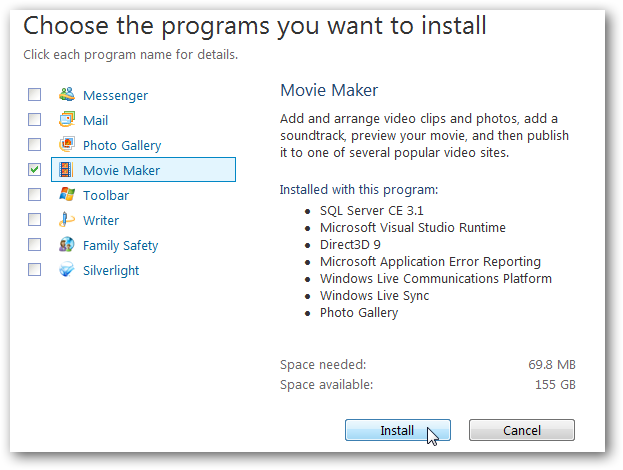 Choose the programs you want to install
Click each program name for details.
Messenger
Mail
Photo Gallery
Movie Maker
Toolbar
Writer
Family Safety
Silverlight
Movie Maker
Add and arrange video clips and photos, add a
soundtrack, preview your movie, and then publish
it to one of several popular video sites.
Installed with this program:
• SQL Server CE 3.1
• Microsoft Visual Studio Runtime
• Direct3D 9
• Microsoft Application Error Reporting
• Windows Live Communications Platform
• Windows Live Sync
• Photo Gallery
Space needed: 69.8 MB
Space available: 155 GB
Install Cancel